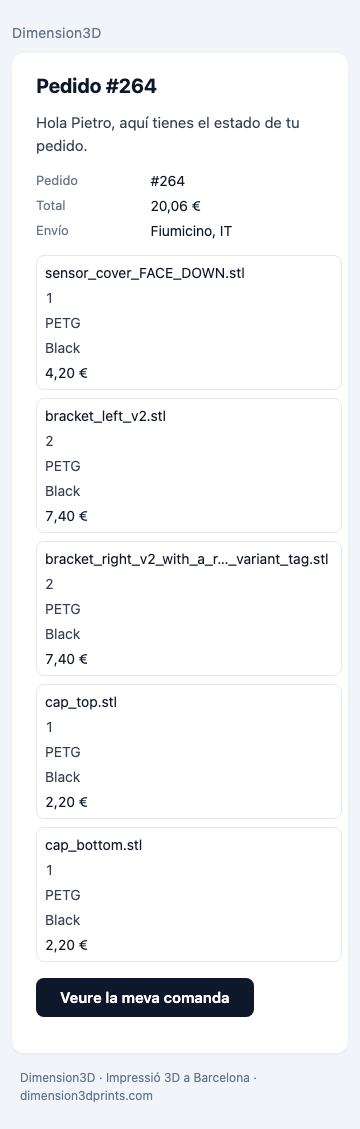 Dimension3D
Pedido #264
Hola Pietro, aquí tienes el estado de tu
pedido.
Pedido #264
Total 20,06 €
Envío Fiumicino, IT
sensor_cover_FACE_DOWN.stl
1
PETG
Black
4,20 €
bracket_left_v2.stl
2
PETG
Black
7,40 €
bracket_right_v2_with_a_r..._variant_tag.stl
2
PETG
Black
7,40 €
cap_top.stl
1
PETG
Black
2,20 €
cap_bottom.stl
1
PETG
Black
2,20 €
Veure la meva comanda
Dimension3D · Impressió 3D a Barcelona ·
dimension3dprints.com